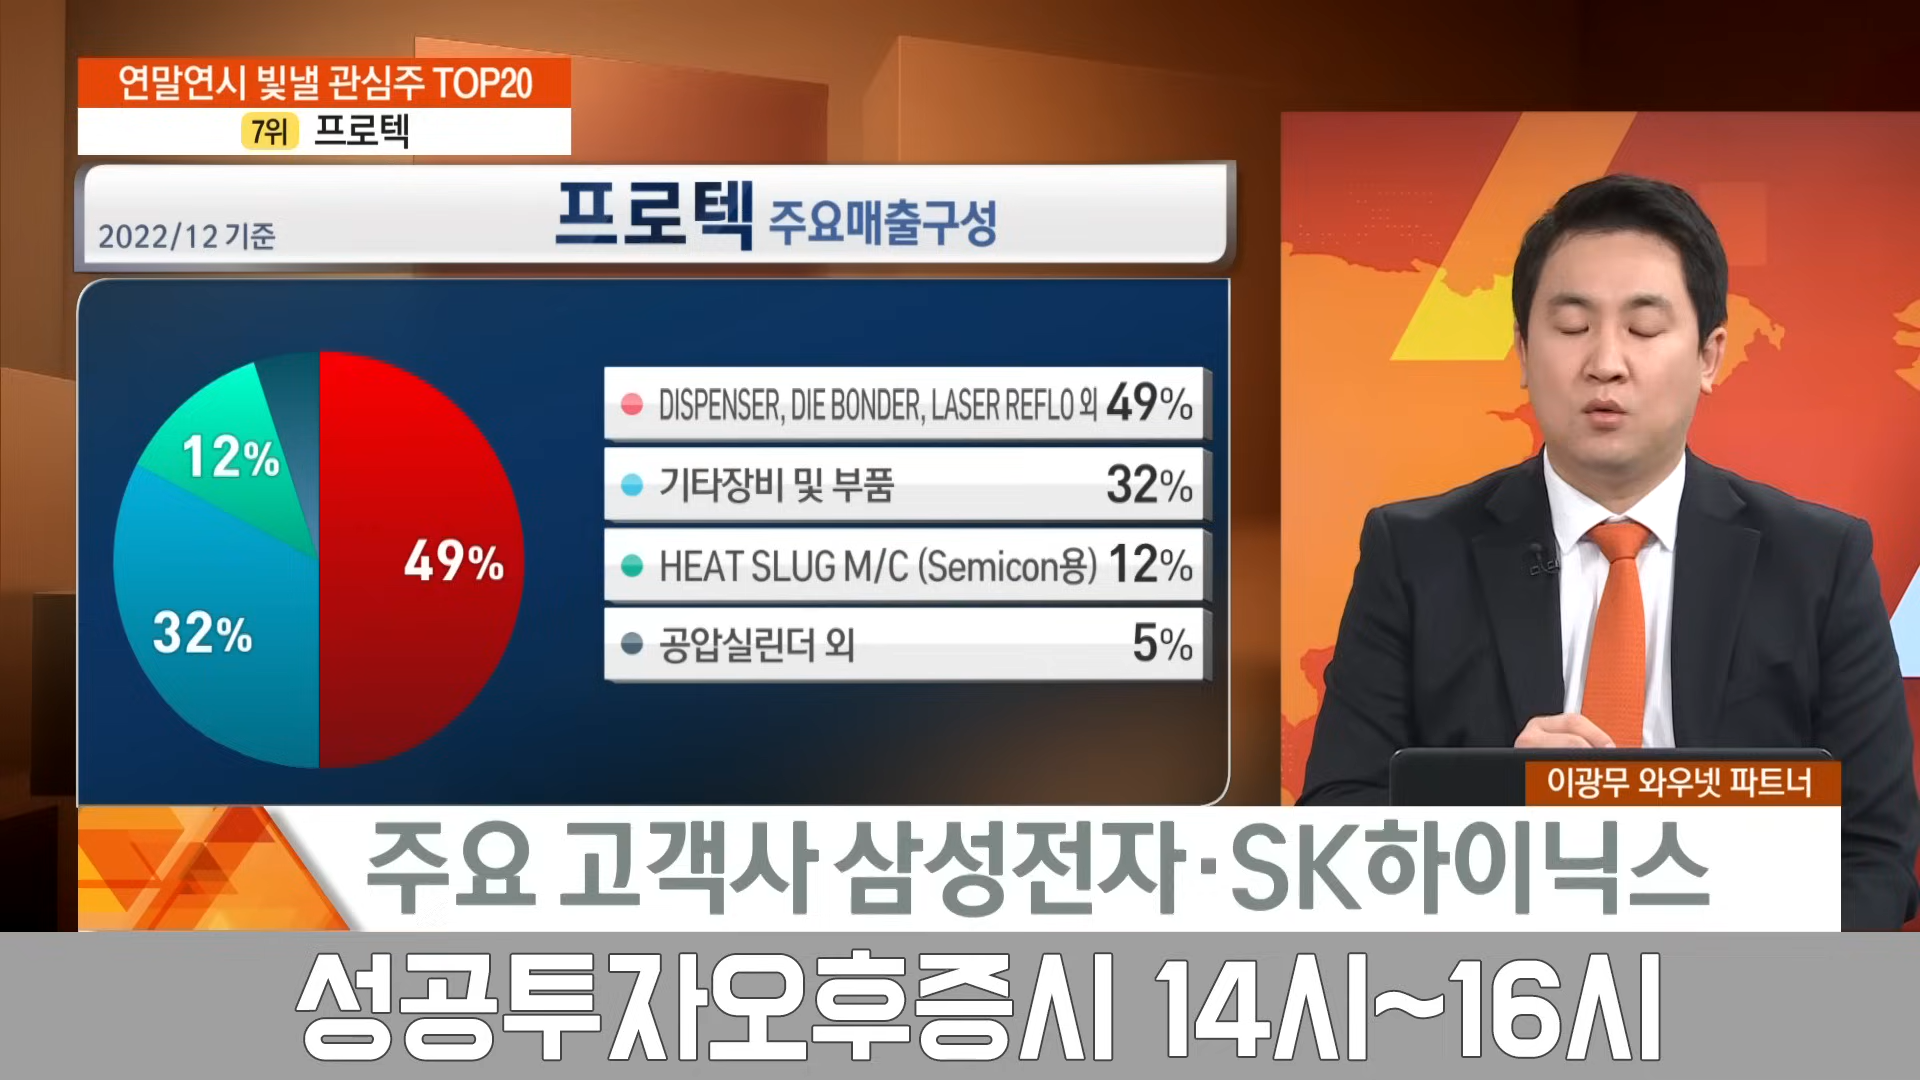 연말연시 빛낼 관심주 TOP20
7위 프로텍
2022/12 기준 프로텍 주요매출구성
12%
49%
32%
DISPENSER, DIE BONDER, LASER REFLO 외 49%
기타장비 및 부품 32%
HEAT SLUG M/C (Semicon용) 12%
공압실린더 외 5%
이광무 와우넷 파트너
주요 고객사 삼성전자·SK하이닉스
성공투자오후증시 14시~16시